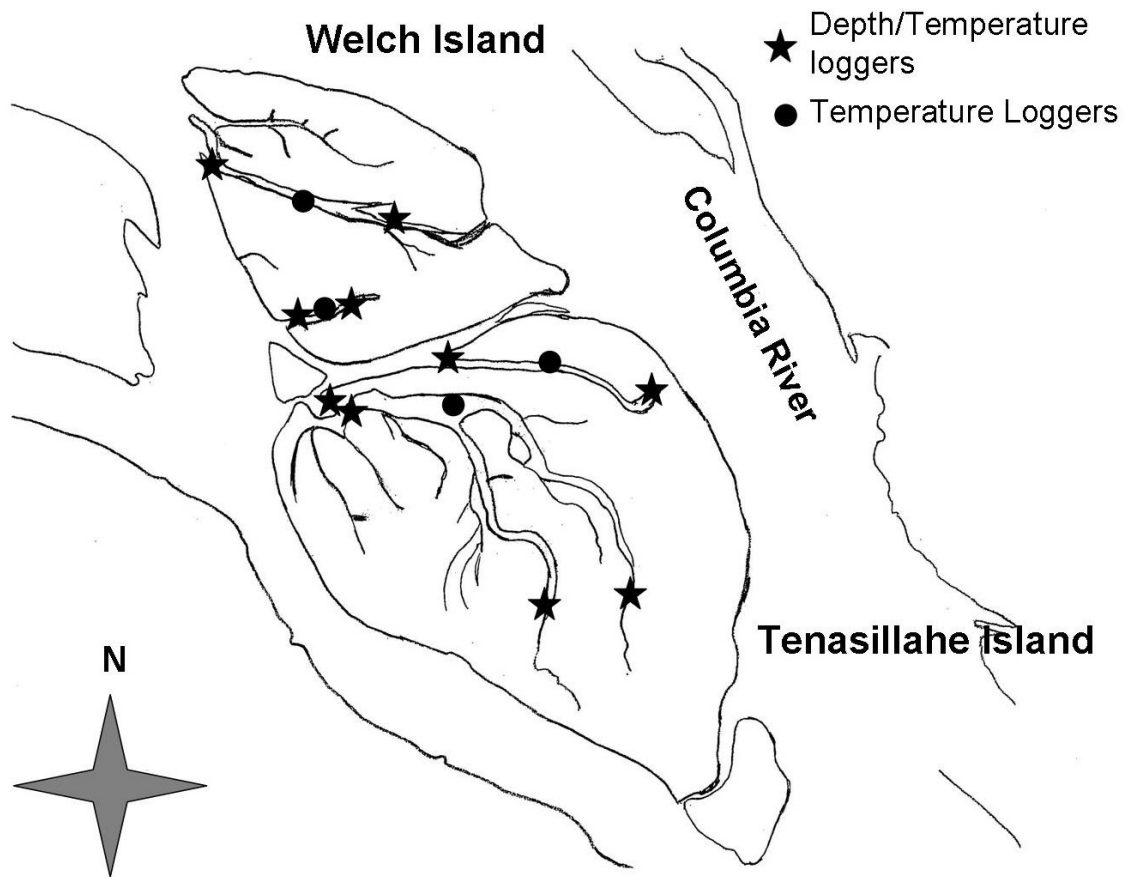 Welch Island
Depth/Temperature
loggers
Temperature Loggers
Columbia River
Tenasillahe Island
N